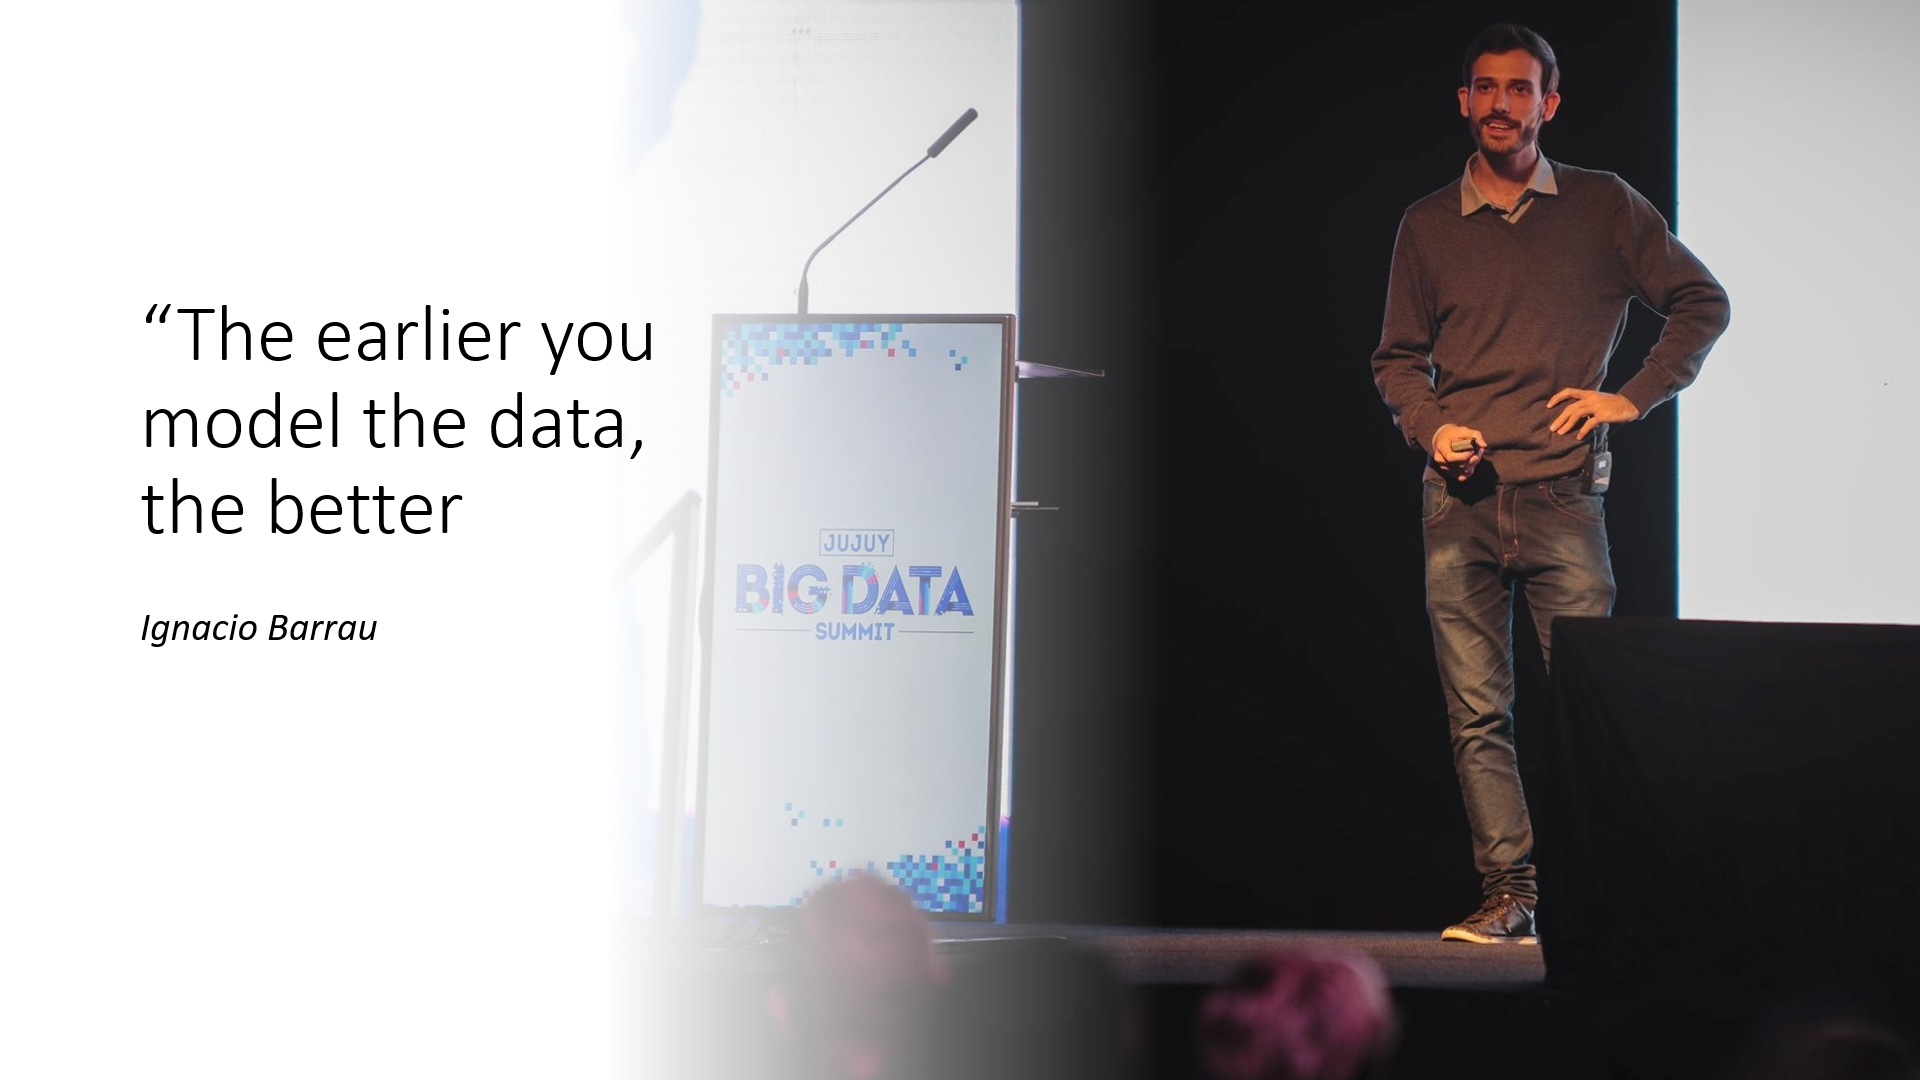 “The earlier you
model the data,
the better
Ignacio Barrau
JUJUY
BIG DATA
SUMMIT